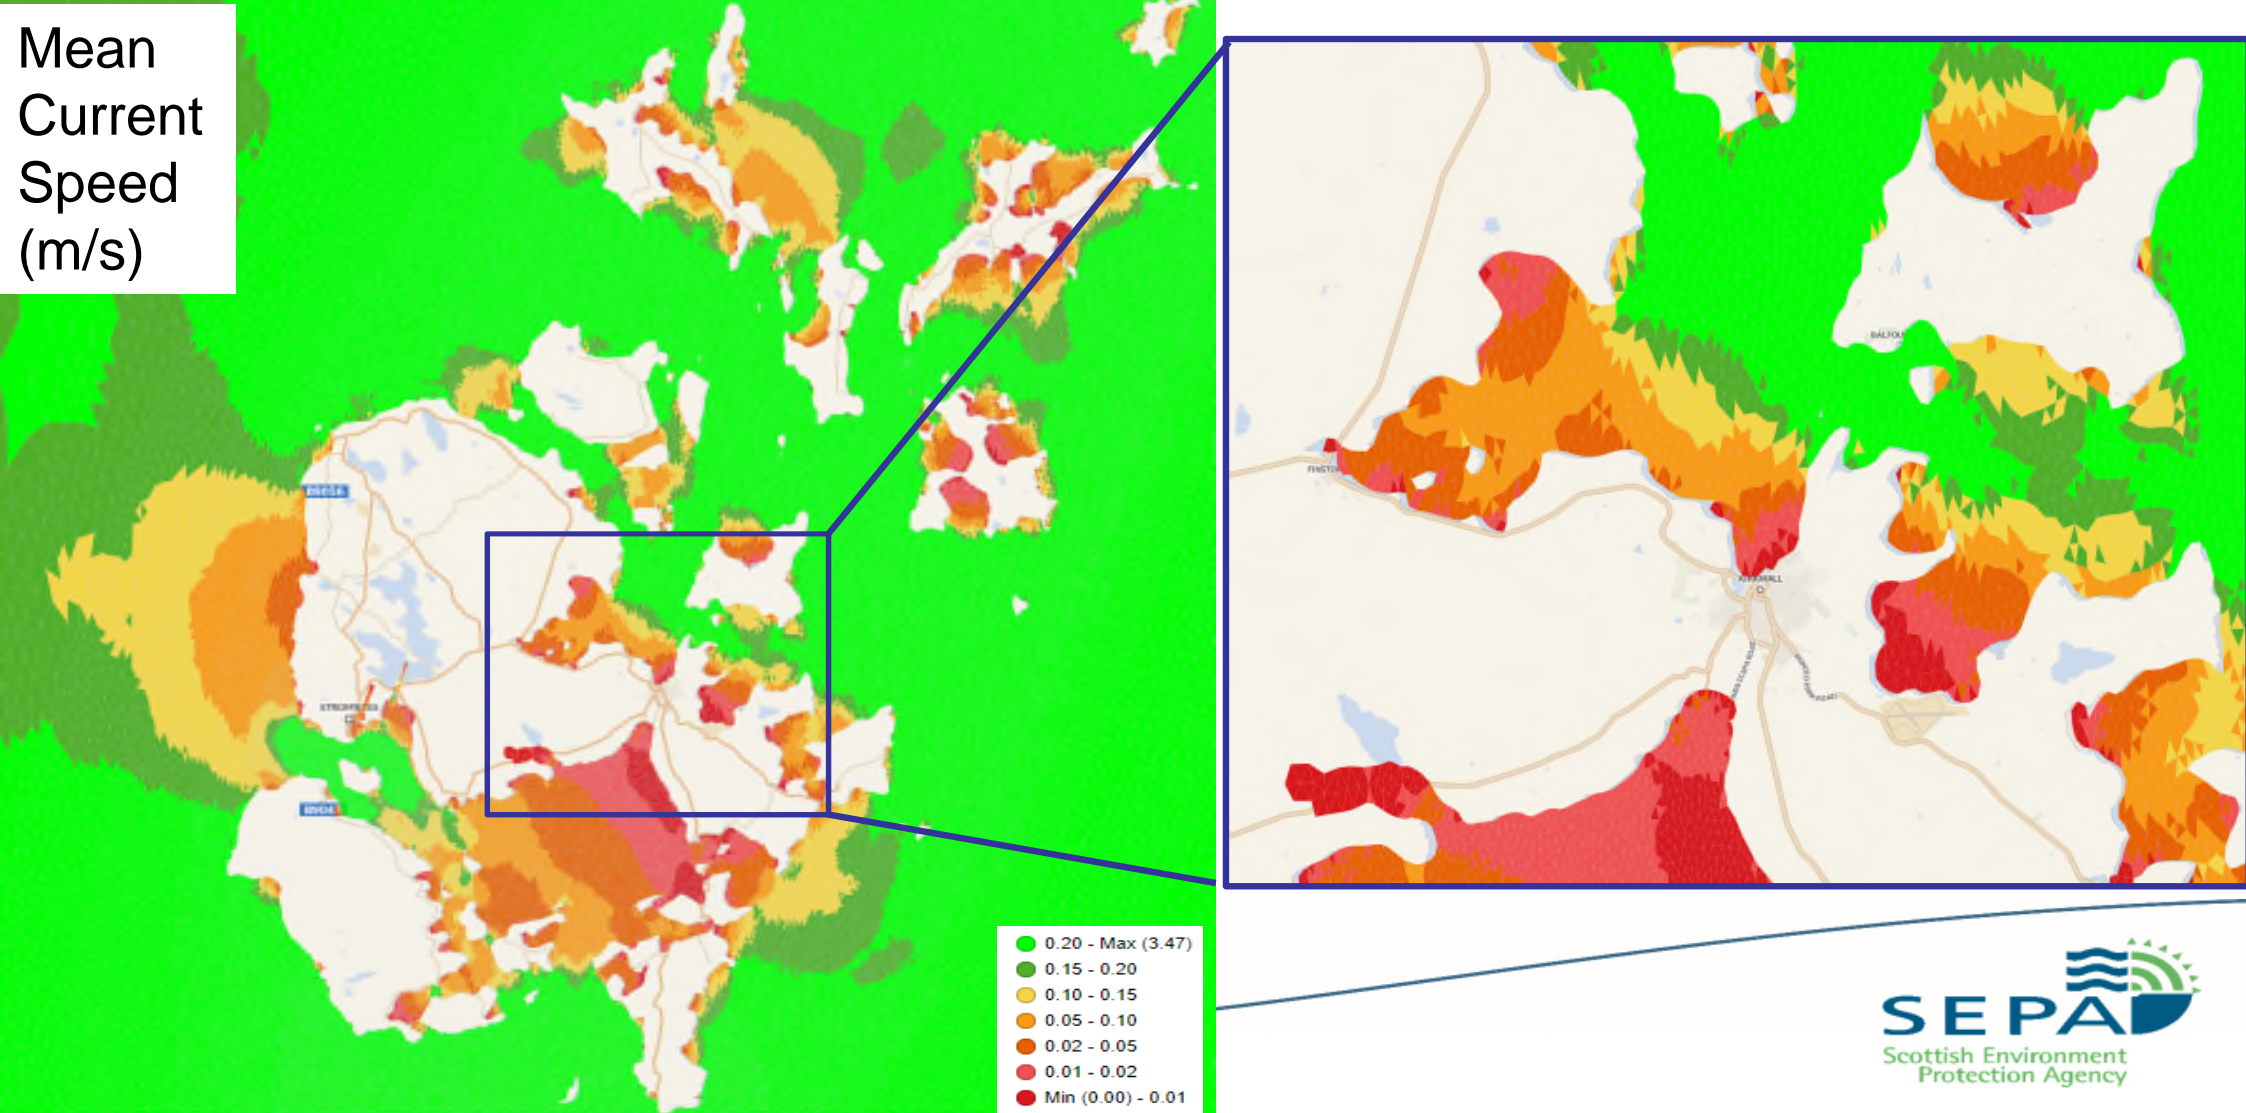 Mean
Current
Speed
(m/s)
STROMNESS
KIRKWALL
0.20 - Max (3.47)
0.15 - 0.20
0.10 - 0.15
0.05 - 0.10
0.02 - 0.05
0.01 - 0.02
Min (0.00) - 0.01
SEPA
Scottish Environment
Protection Agency